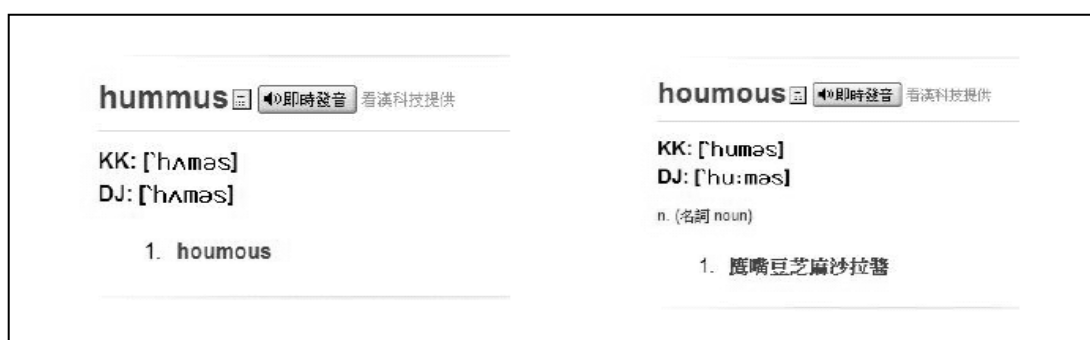 hummus 🔊即時發音 看漢科技提供
KK: [ˋhʌməs]
DJ: [ˋhʌməs]
1. houmous
houmous 🔊即時發音 看漢科技提供
KK: [ˋhuməs]
DJ: [ˋhu:məs]
n. (名詞 noun)
1. 鷹嘴豆芝麻沙拉醬